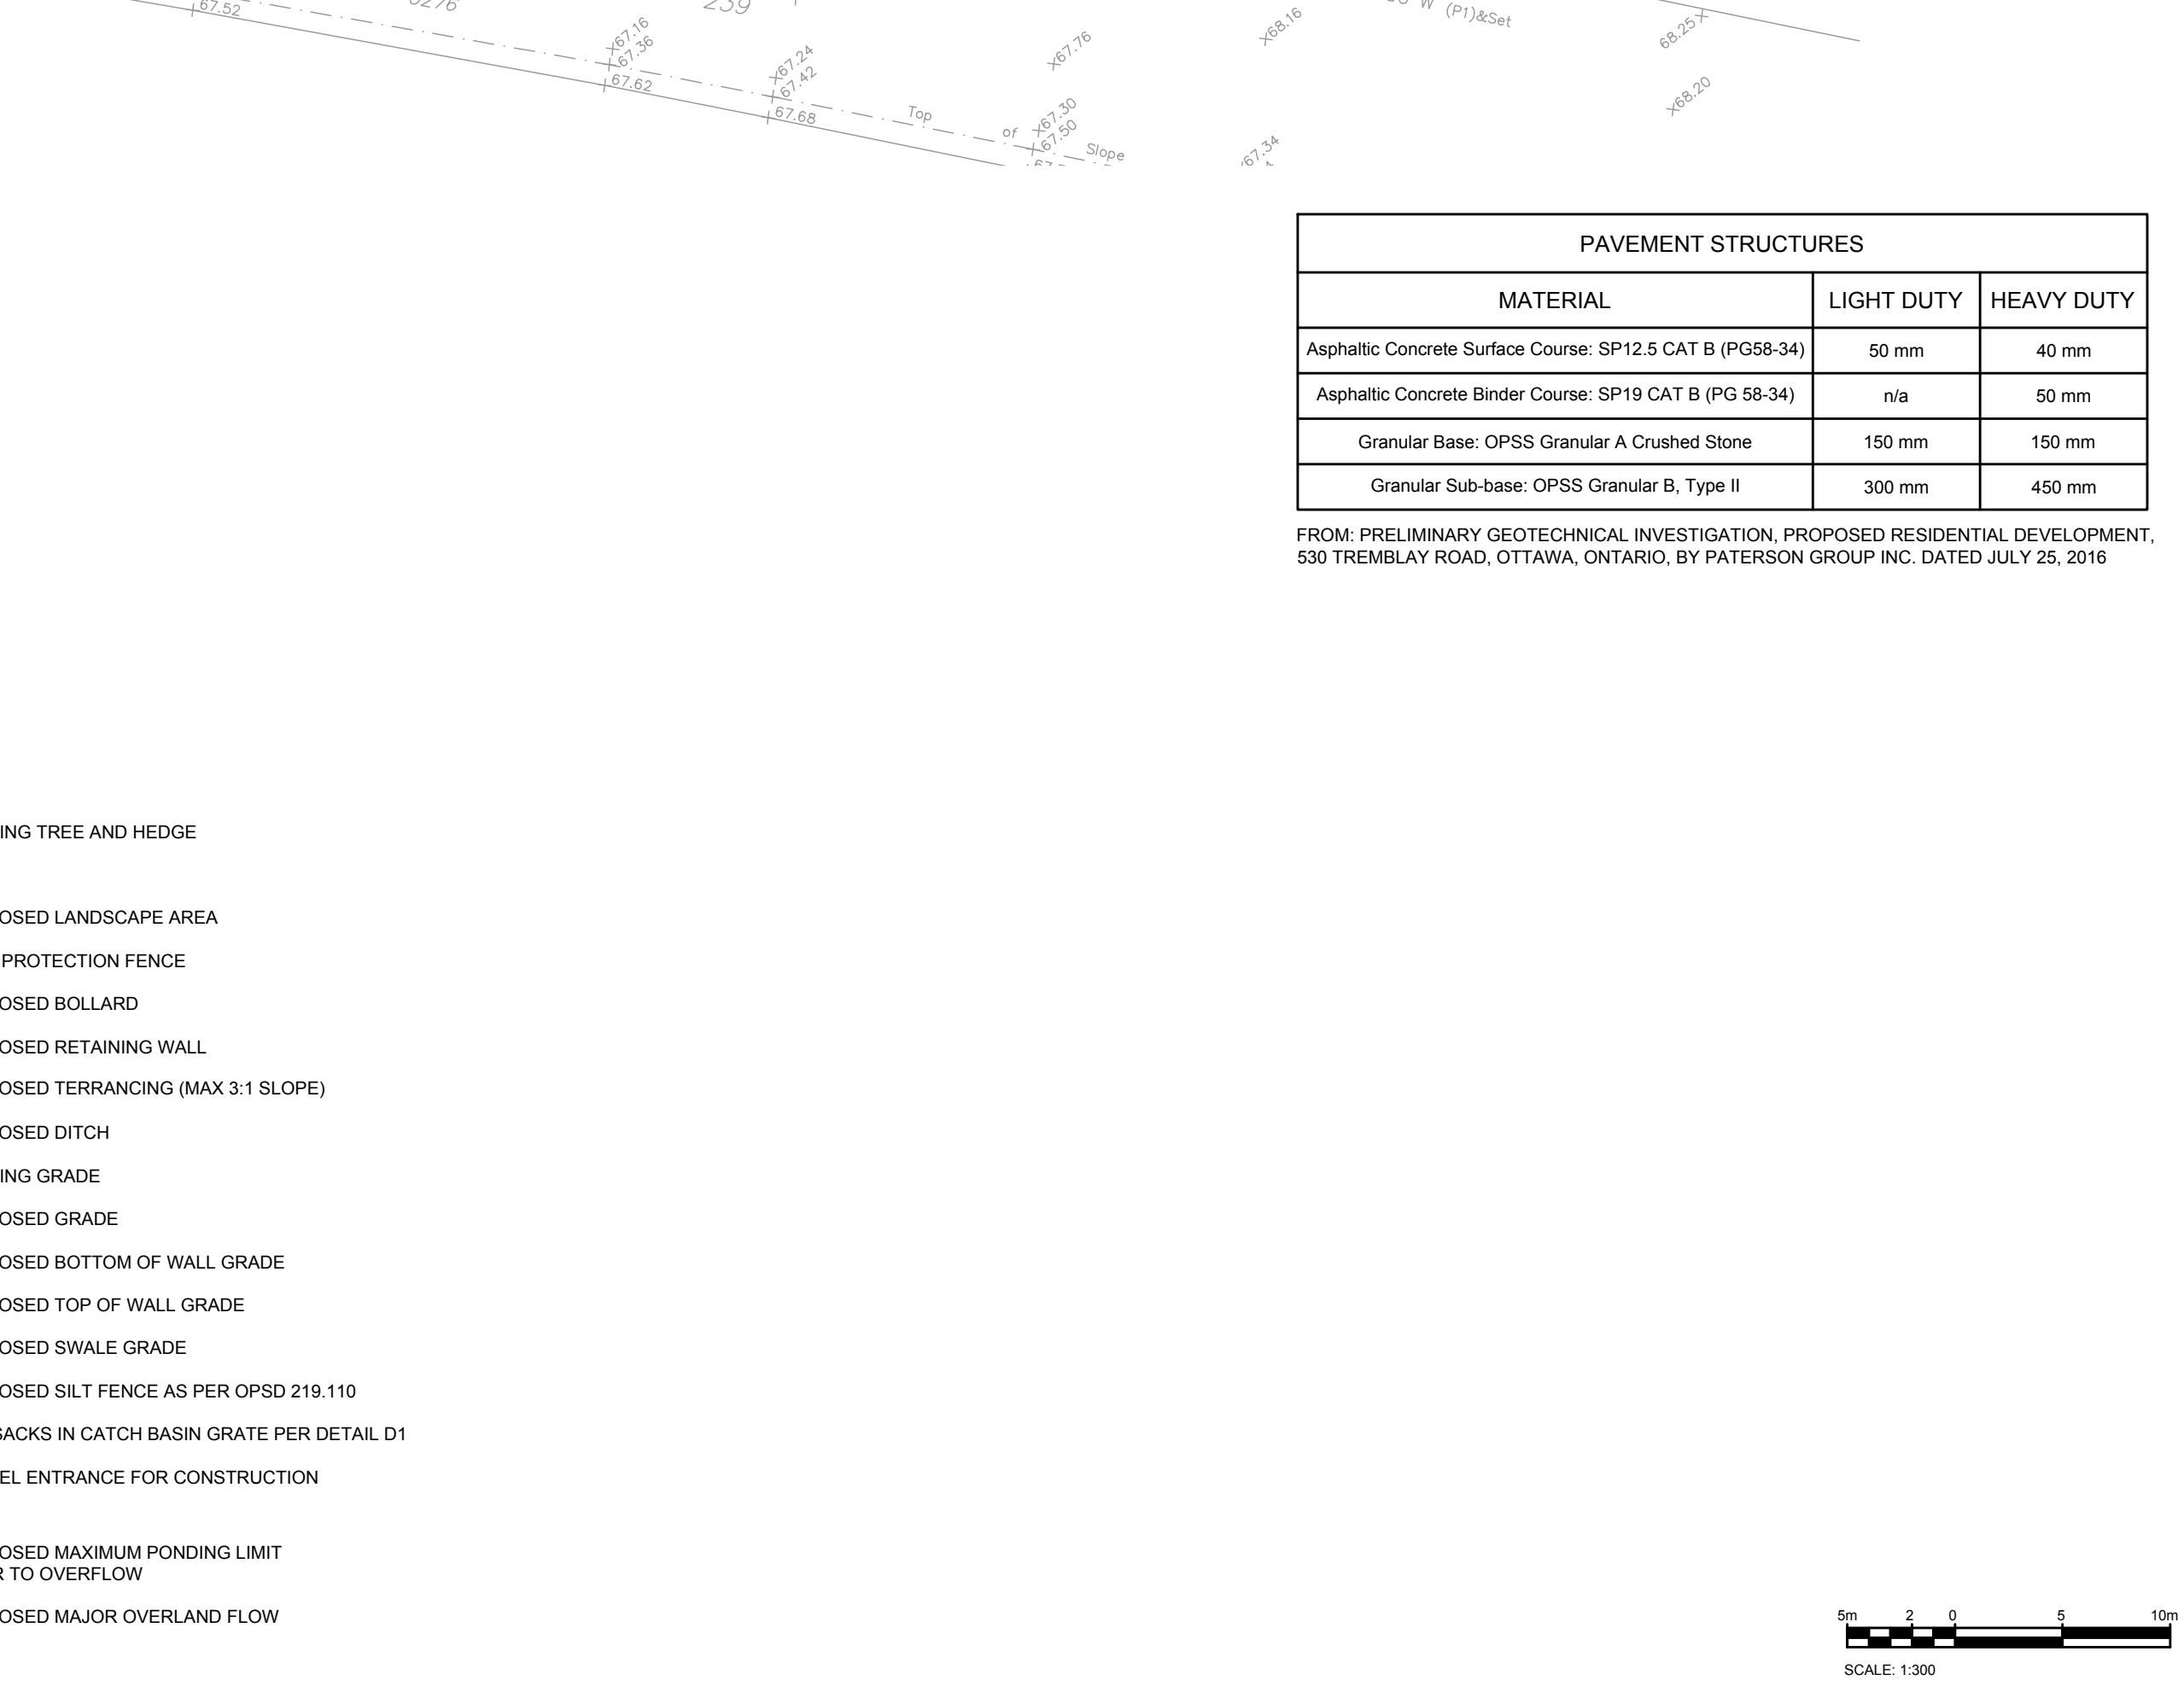 67.52
67.16
67.36
67.62
67.24
67.42
67.68
Top of Slope
67.76
67.30
67.50
68.16
67.34
(P1)&Set
68.25
68.20
PAVEMENT STRUCTURES
MATERIAL LIGHT DUTY HEAVY DUTY
Asphaltic Concrete Surface Course: SP12.5 CAT B (PG58-34) 50 mm 40 mm
Asphaltic Concrete Binder Course: SP19 CAT B (PG 58-34) n/a 50 mm
Granular Base: OPSS Granular A Crushed Stone 150 mm 150 mm
Granular Sub-base: OPSS Granular B, Type II 300 mm 450 mm
FROM: PRELIMINARY GEOTECHNICAL INVESTIGATION, PROPOSED RESIDENTIAL DEVELOPMENT,
530 TREMBLAY ROAD, OTTAWA, ONTARIO, BY PATERSON GROUP INC. DATED JULY 25, 2016
ING TREE AND HEDGE
OSED LANDSCAPE AREA
PROTECTION FENCE
OSED BOLLARD
OSED RETAINING WALL
OSED TERRANCING (MAX 3:1 SLOPE)
OSED DITCH
ING GRADE
OSED GRADE
OSED BOTTOM OF WALL GRADE
OSED TOP OF WALL GRADE
OSED SWALE GRADE
OSED SILT FENCE AS PER OPSD 219.110
SACKS IN CATCH BASIN GRATE PER DETAIL D1
EL ENTRANCE FOR CONSTRUCTION
OSED MAXIMUM PONDING LIMIT
R TO OVERFLOW
OSED MAJOR OVERLAND FLOW
5m 2 0 5 10m
SCALE: 1:300